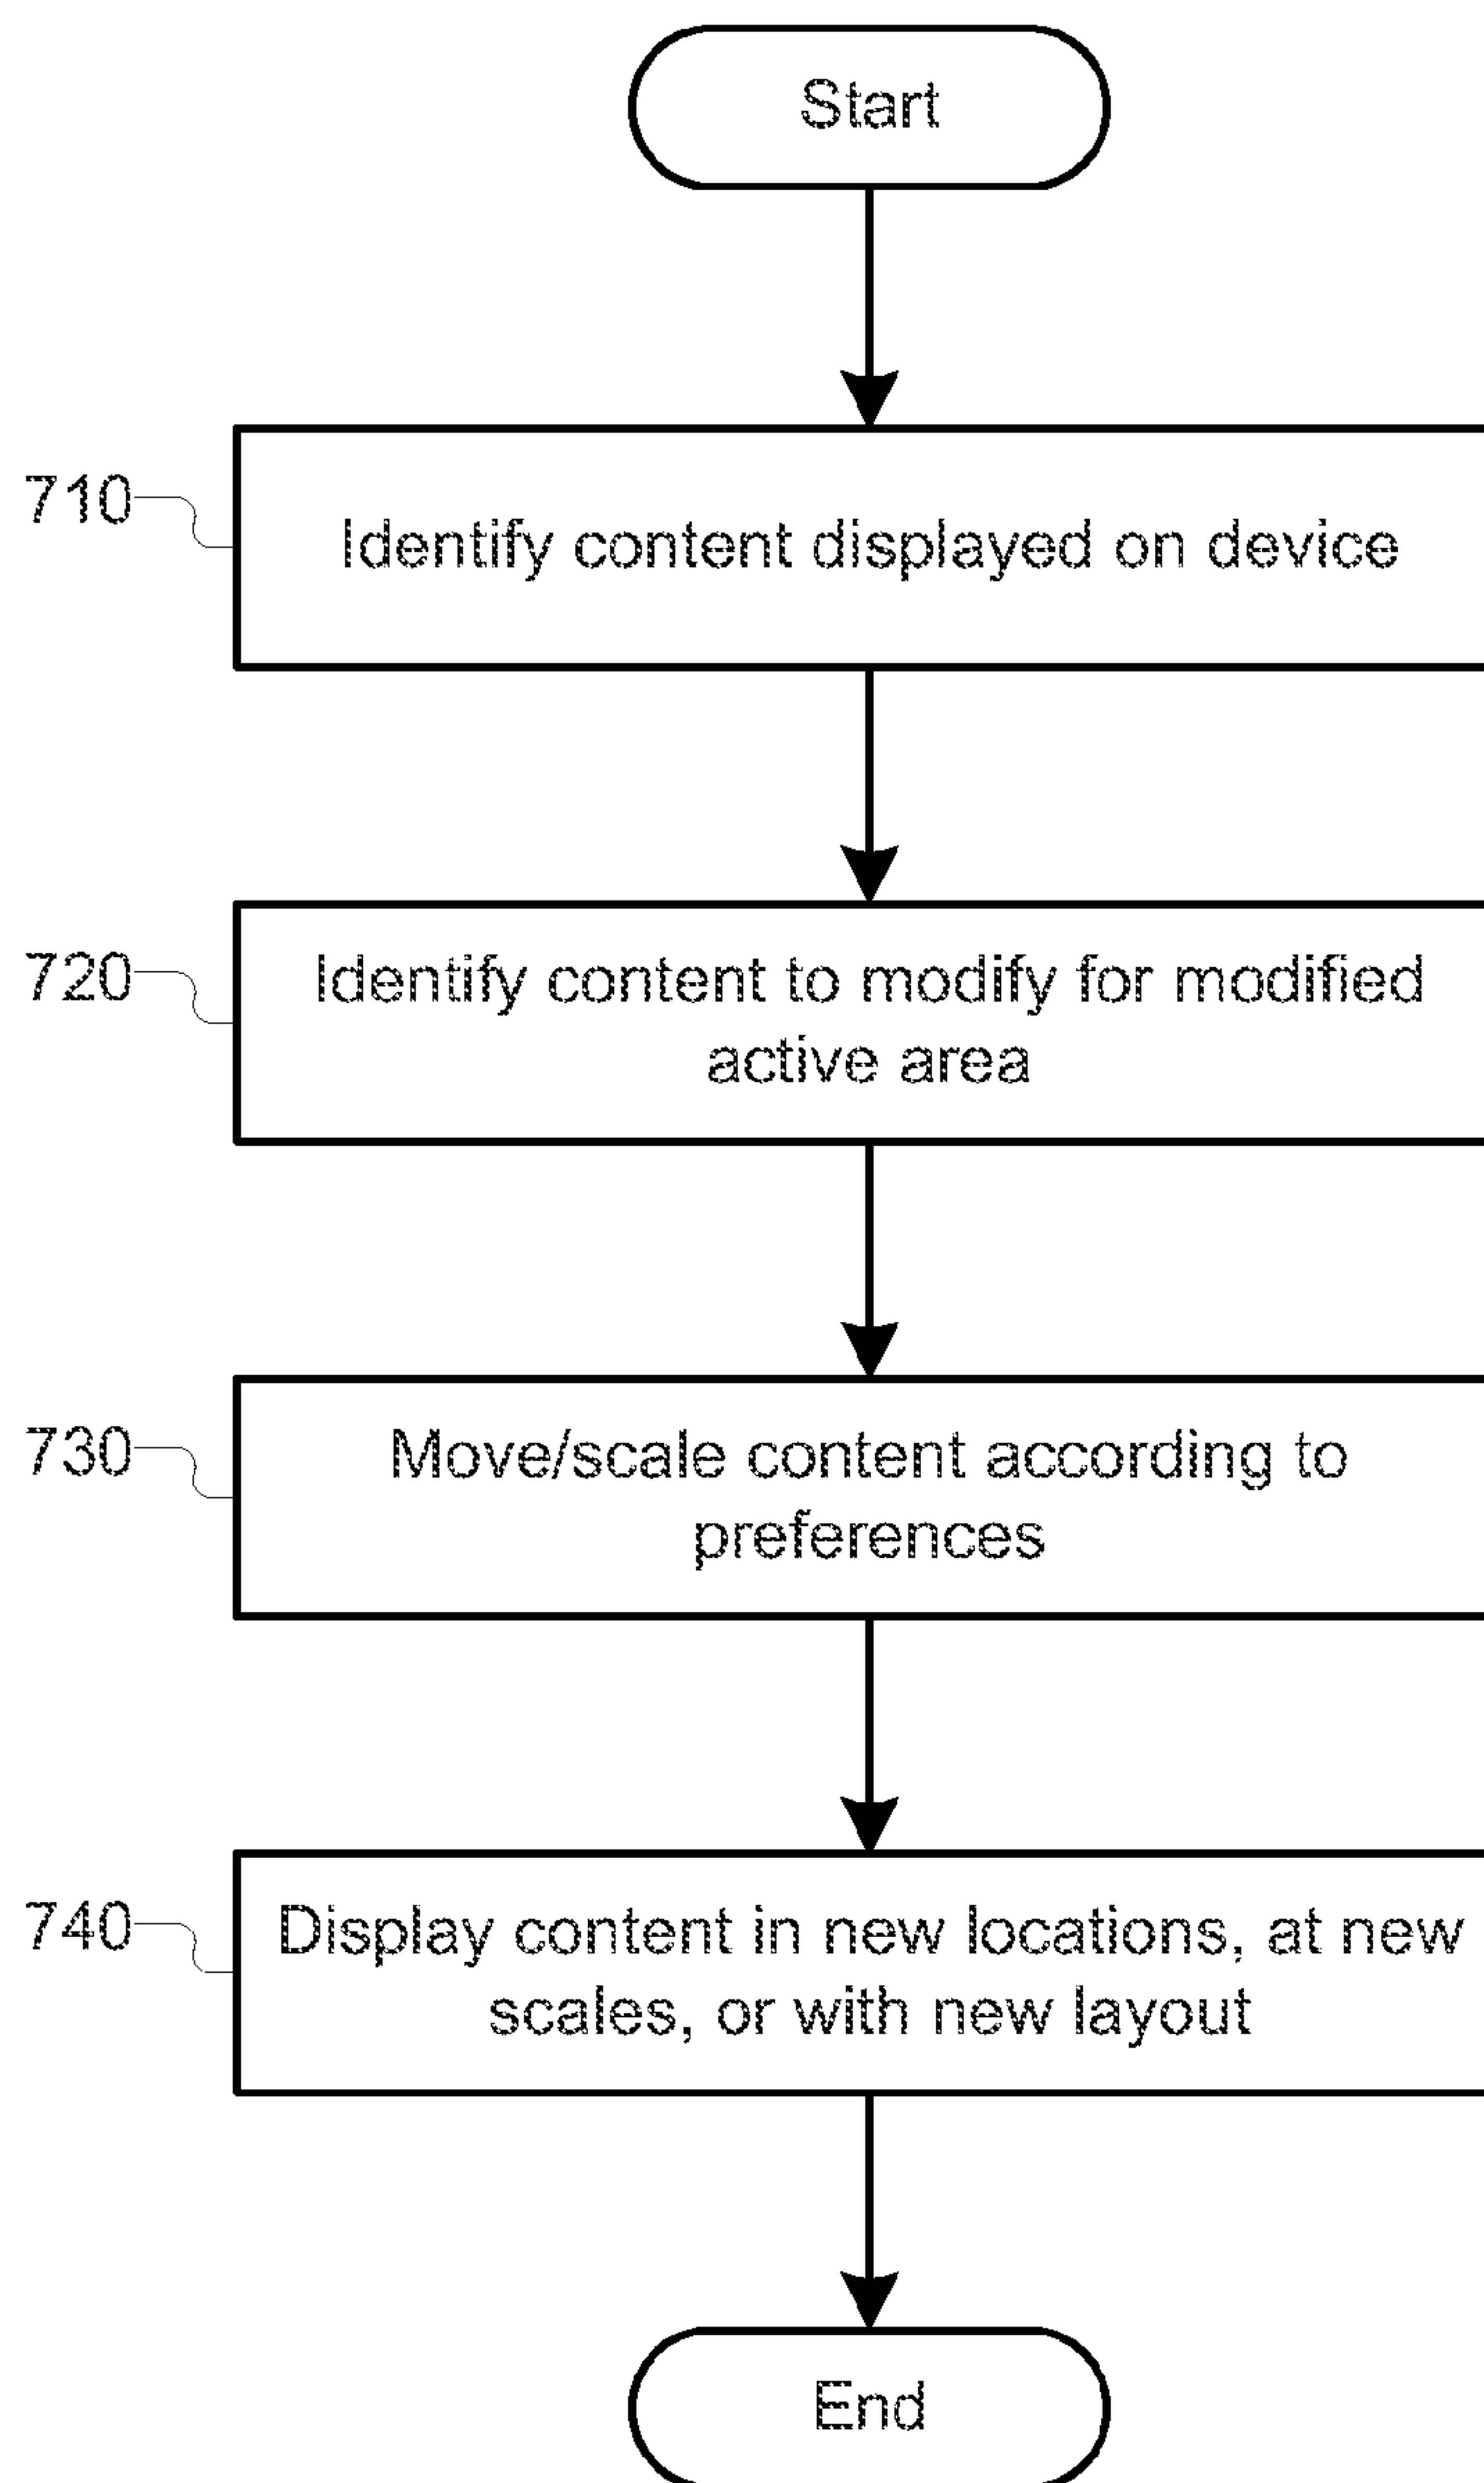 Start
710
Identify content displayed on device
720
Identify content to modify for modified
active area
730
Move/scale content according to
preferences
740
Display content in new locations, at new
scales, or with new layout
End